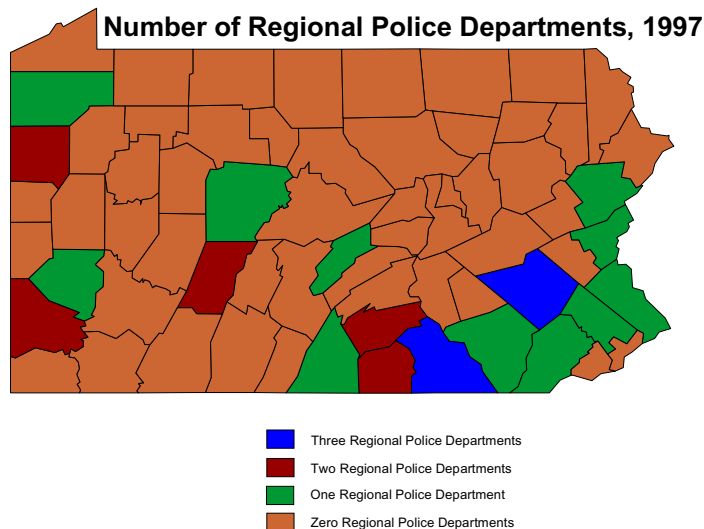 Number of Regional Police Departments, 1997
Three Regional Police Departments
Two Regional Police Departments
One Regional Police Department
Zero Regional Police Departments